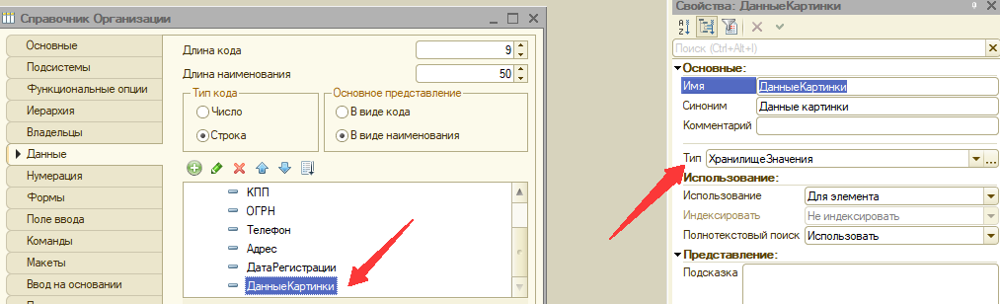 Справочник Организации
Основные
Подсистемы
Функциональные опции
Иерархия
Владельцы
Данные
Нумерация
Формы
Поле ввода
Команды
Макеты
Ввод на основании
Длина кода 9
Длина наименования 50
Тип кода
Число
Строка
Основное представление
В виде кода
В виде наименования
КПП
ОГРН
Телефон
Адрес
ДатаРегистрации
ДанныеКартинки
Свойства: ДанныеКартинки
Поиск (Ctrl+Alt+I)
Основные:
Имя ДанныеКартинки
Синоним Данные картинки
Комментарий
Тип ХранилищеЗначения ...
Использование:
Использование Для элемента
Индексировать Не индексировать
Полнотекстовый поиск Использовать
Представление:
Подсказка